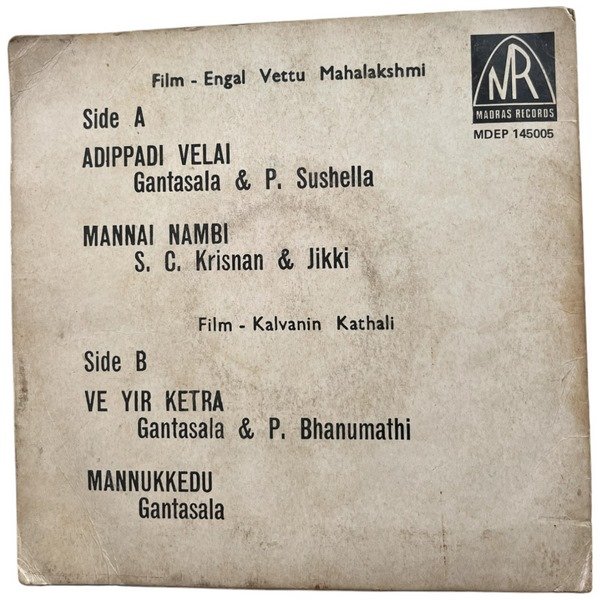 Film - Engal Vettu Mahalakshmi
MR
MADRAS RECORDS
MDEP 145005
Side A
ADIPPADI VELAI
Gantasala & P. Sushella
MANNAI NAMBI
S. C. Krisnan & Jikki
Film - Kalvanin Kathali
Side B
VE YIR KETRA
Gantasala & P. Bhanumathi
MANNUKKEDU
Gantasala